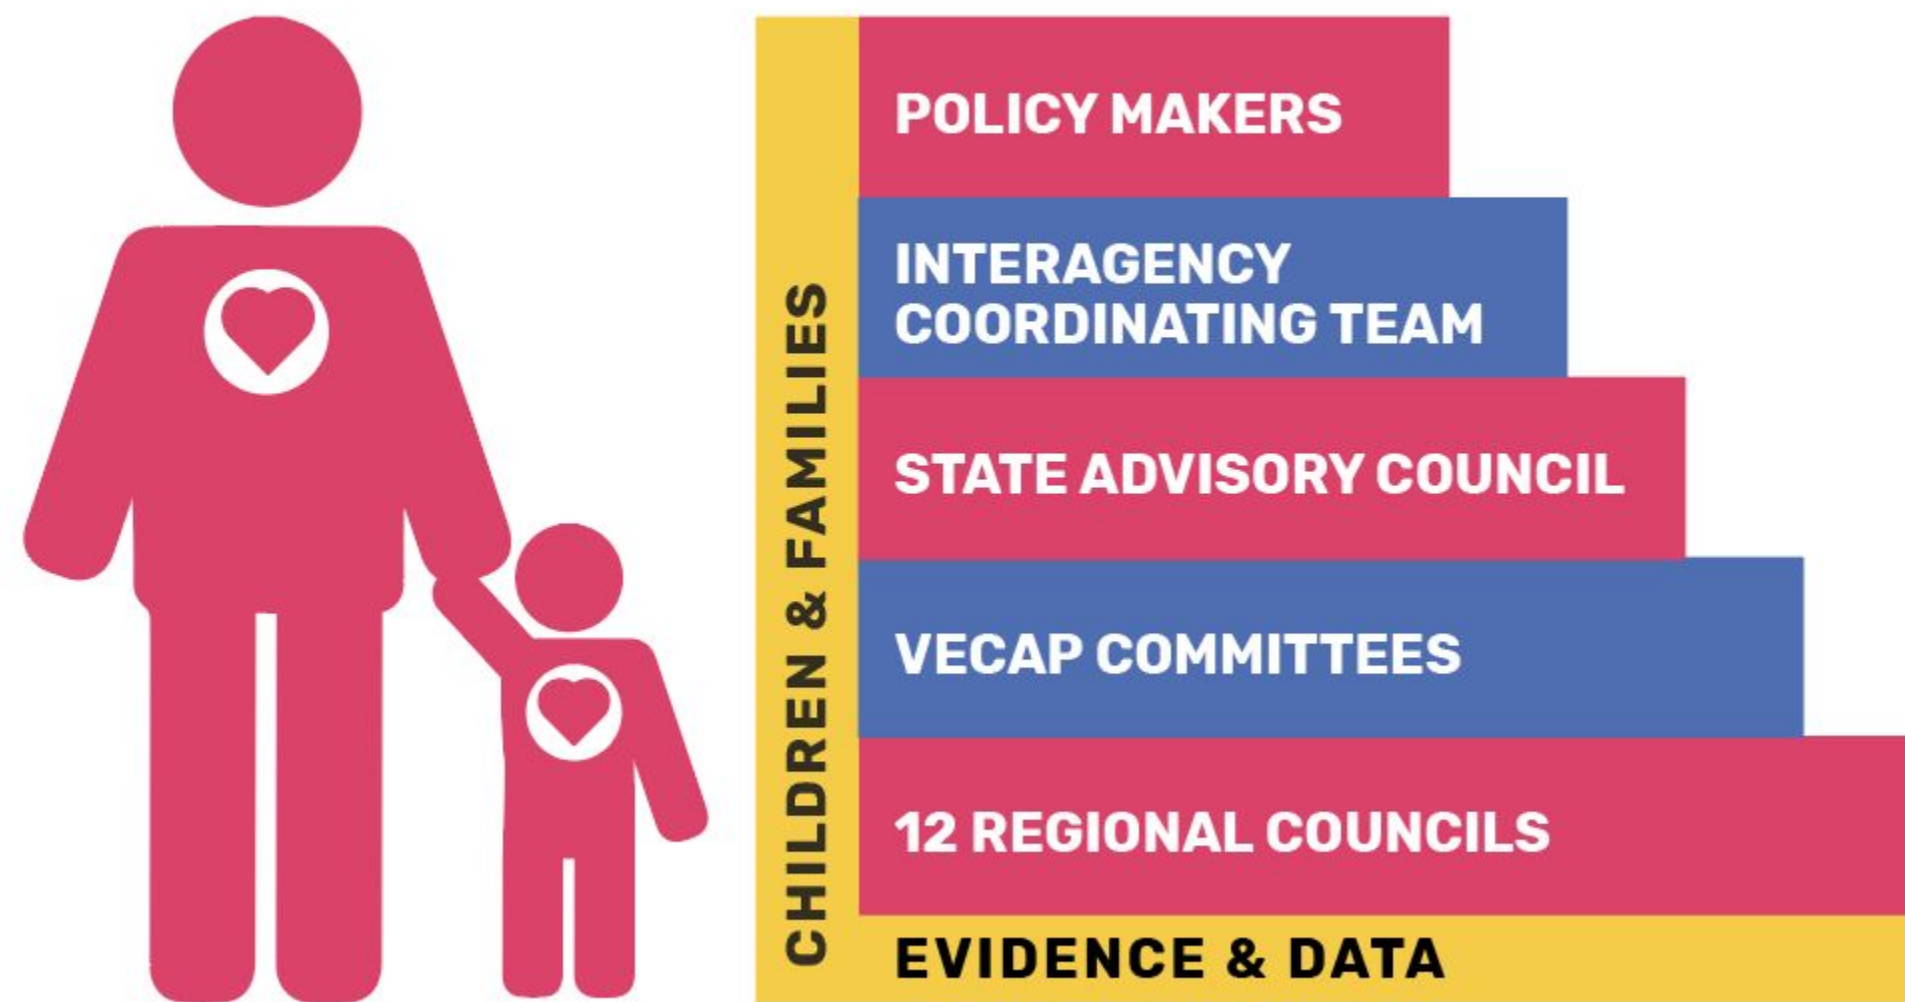 CHILDREN & FAMILIES
POLICY MAKERS
INTERAGENCY
COORDINATING TEAM
STATE ADVISORY COUNCIL
VECAP COMMITTEES
12 REGIONAL COUNCILS
EVIDENCE & DATA